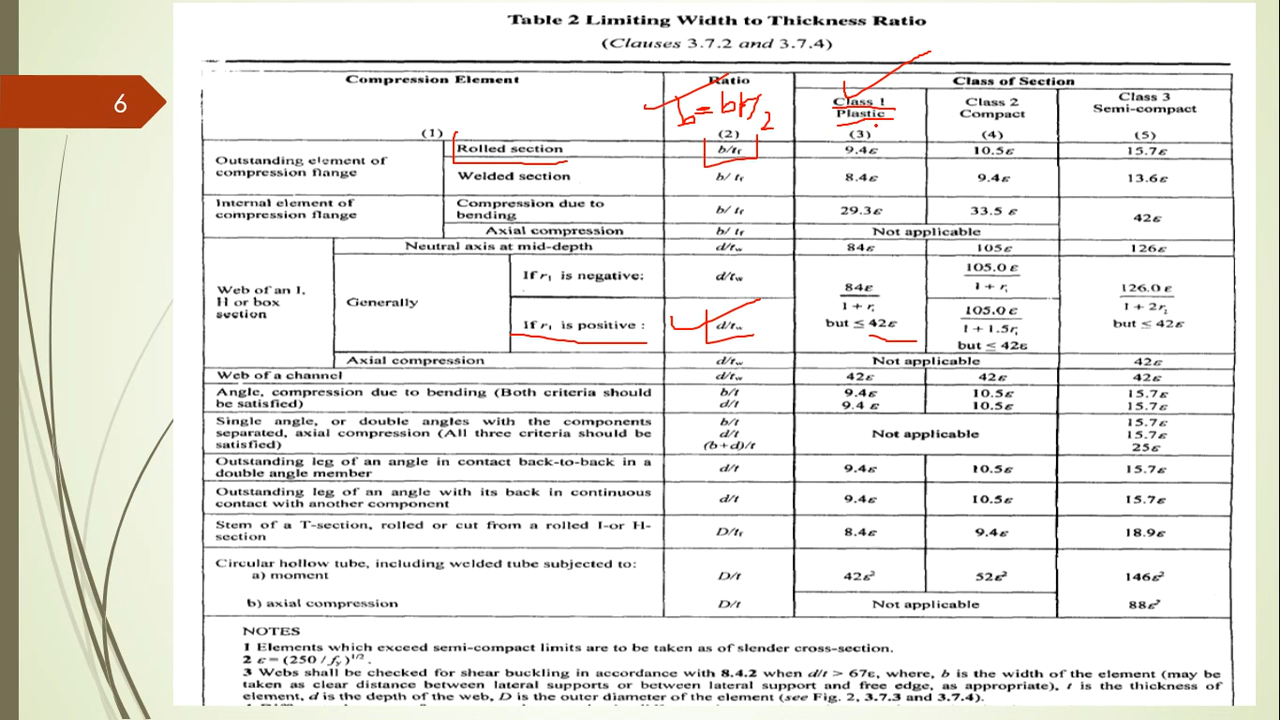 Table 2 Limiting Width to Thickness Ratio
(Clauses 3.7.2 and 3.7.4)
6
Compression Element Ratio Class of Section
b = bf/2
Class 1 Plastic Class 2 Compact Class 3 Semi-compact
(1) (2) (3) (4) (5)
Outstanding element of compression flange Rolled section b/tf 9.4ε 10.5ε 15.7ε
Welded section b/ tf 8.4ε 9.4ε 13.6ε
Internal element of compression flange Compression due to bending b/ tf 29.3ε 33.5 ε 42ε
Axial compression b/ tf Not applicable
Web of an I, H or box section Neutral axis at mid-depth d/tw 84ε 105ε 126ε
Generally If r1 is negative: d/tw 84ε/1 + r1 but ≤ 42ε 105.0 ε/1 + r1 126.0 ε/1 + 2r1 but ≤ 42ε
If r1 is positive : d/tw 105.0 ε/1 + 1.5r1 but ≤ 42ε
Axial compression d/tw Not applicable 42ε
Web of a channel d/tw 42ε 42ε 42ε
Angle, compression due to bending (Both criteria should b/t 9.4ε 10.5ε 15.7ε
be satisfied) d/t 9.4 ε 10.5ε 15.7ε
Single angle, or double angles with the components b/t 15.7ε
separated, axial compression (All three criteria should be d/t Not applicable 15.7ε
satisfied) (b+d)/t 25ε
Outstanding leg of an angle in contact back-to-back in a
double angle member d/t 9.4ε 10.5ε 15.7ε
Outstanding leg of an angle with its back in continuous
contact with another component d/t 9.4ε 10.5ε 15.7ε
Stem of a T-section, rolled or cut from a rolled I-or H-
section D/tf 8.4ε 9.4ε 18.9ε
Circular hollow tube, including welded tube subjected to:
a) moment D/t 42ε² 52ε² 146ε²
b) axial compression D/t Not applicable 88ε²
NOTES
1 Elements which exceed semi-compact limits are to be taken as of slender cross-section.
2 ε = (250 / fy)^1/2.
3 Webs shall be checked for shear buckling in accordance with 8.4.2 when d/t > 67ε, where, b is the width of the element (may be
taken as clear distance between lateral supports or between lateral support and free edge, as appropriate), t is the thickness of
element, d is the depth of the web, D is the outer diameter of the element (see Fig. 2, 3.7.3 and 3.7.4).